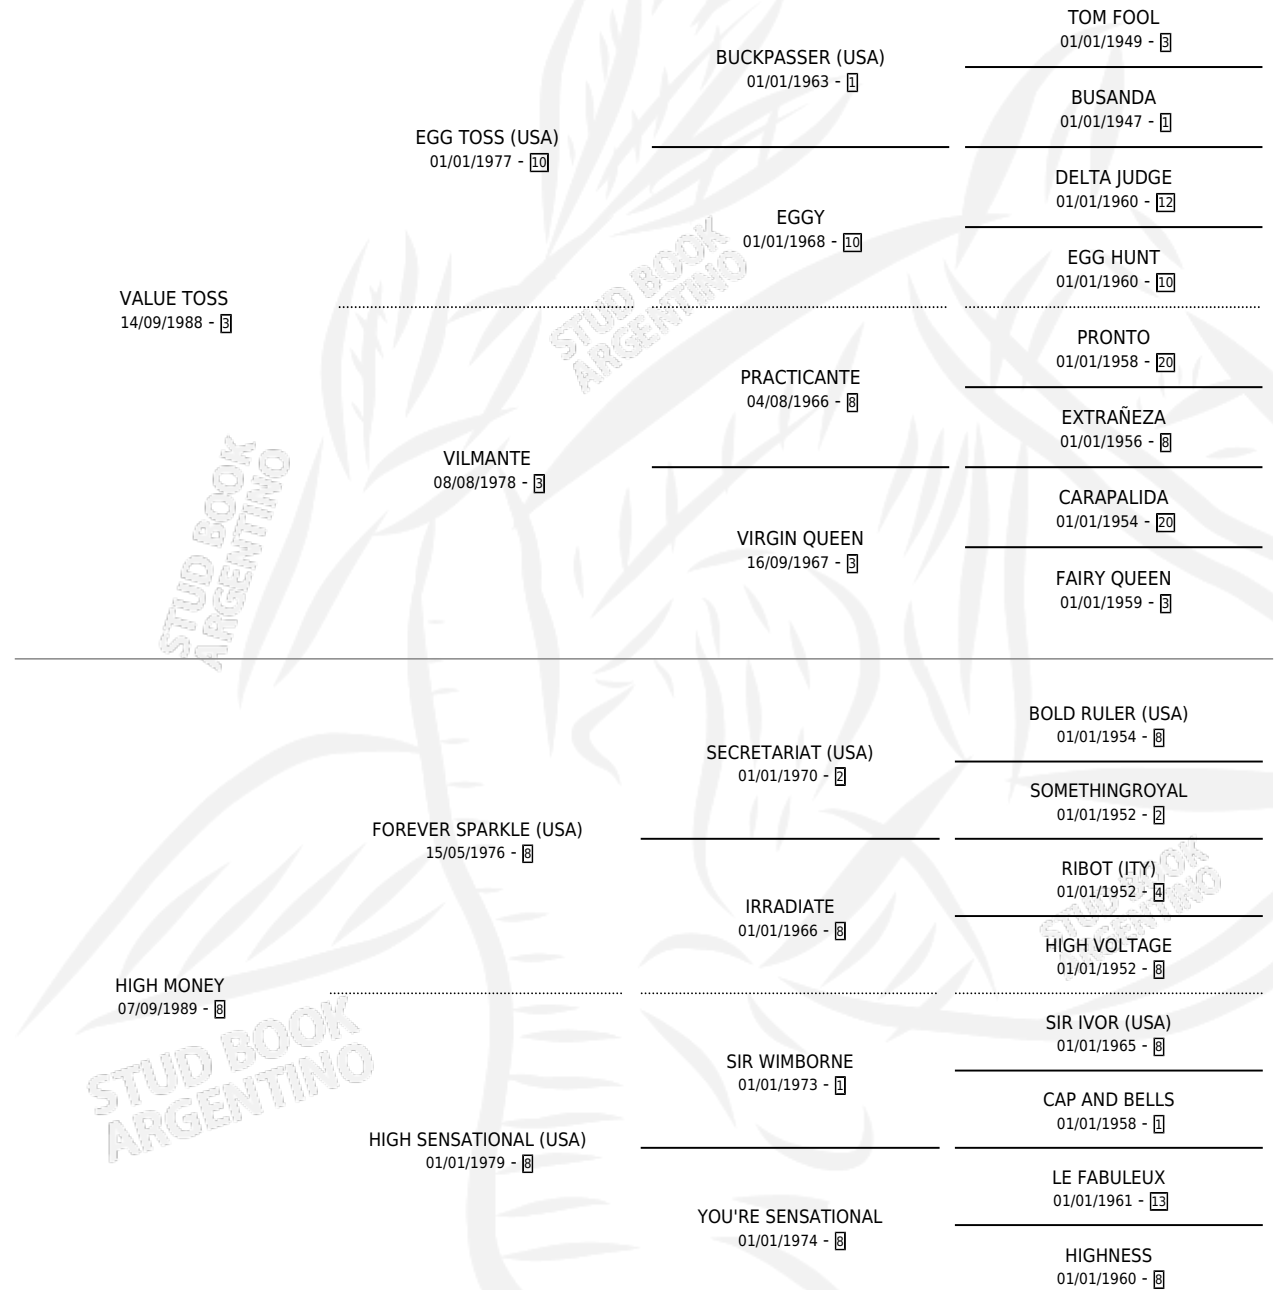 TOM FOOL
01/01/1949 - 3
BUCKPASSER (USA)
01/01/1963 - 1
BUSANDA
01/01/1947 - 1
EGG TOSS (USA)
01/01/1977 - 10
DELTA JUDGE
01/01/1960 - 12
EGGY
01/01/1968 - 10
EGG HUNT
01/01/1960 - 10
VALUE TOSS
14/09/1988 - 3
PRONTO
01/01/1958 - 20
PRACTICANTE
04/08/1966 - 8
EXTRAÑEZA
01/01/1956 - 8
VILMANTE
08/08/1978 - 3
CARAPALIDA
01/01/1954 - 20
VIRGIN QUEEN
16/09/1967 - 3
FAIRY QUEEN
01/01/1959 - 3
STUD BOOK
ARGENTINO
STUD BOOK
ARGENTINO
BOLD RULER (USA)
01/01/1954 - 8
SECRETARIAT (USA)
01/01/1970 - 2
SOMETHINGROYAL
01/01/1952 - 2
FOREVER SPARKLE (USA)
15/05/1976 - 8
RIBOT (ITY)
01/01/1952 - 4
IRRADIATE
01/01/1966 - 8
HIGH VOLTAGE
01/01/1952 - 8
HIGH MONEY
07/09/1989 - 8
SIR IVOR (USA)
01/01/1965 - 8
SIR WIMBORNE
01/01/1973 - 1
CAP AND BELLS
01/01/1958 - 1
HIGH SENSATIONAL (USA)
01/01/1979 - 8
LE FABULEUX
01/01/1961 - 13
YOU'RE SENSATIONAL
01/01/1974 - 8
HIGHNESS
01/01/1960 - 8
STUD BOOK
ARGENTINO
STUD BOOK
ARGENTINO